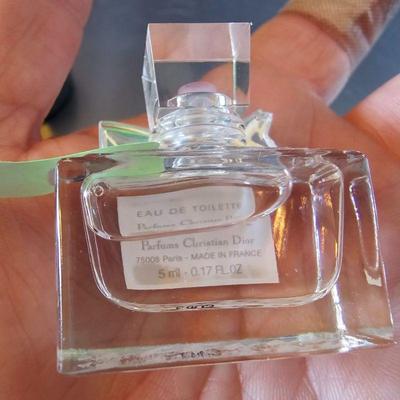 EAU DE TOILETTE
Parfums Christian Dior
75008 Paris - MADE IN FRANCE
5 ml - 0.17 FL.OZ